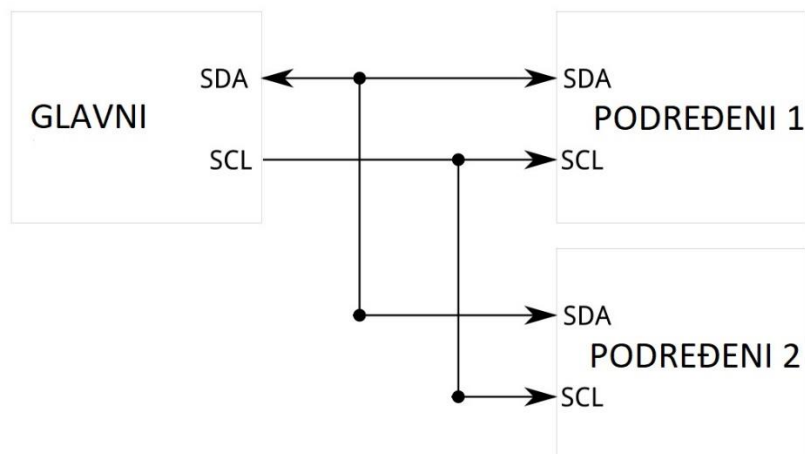 SDA
GLAVNI
SCL
SDA
PODREĐENI 1
SCL
SDA
PODREĐENI 2
SCL